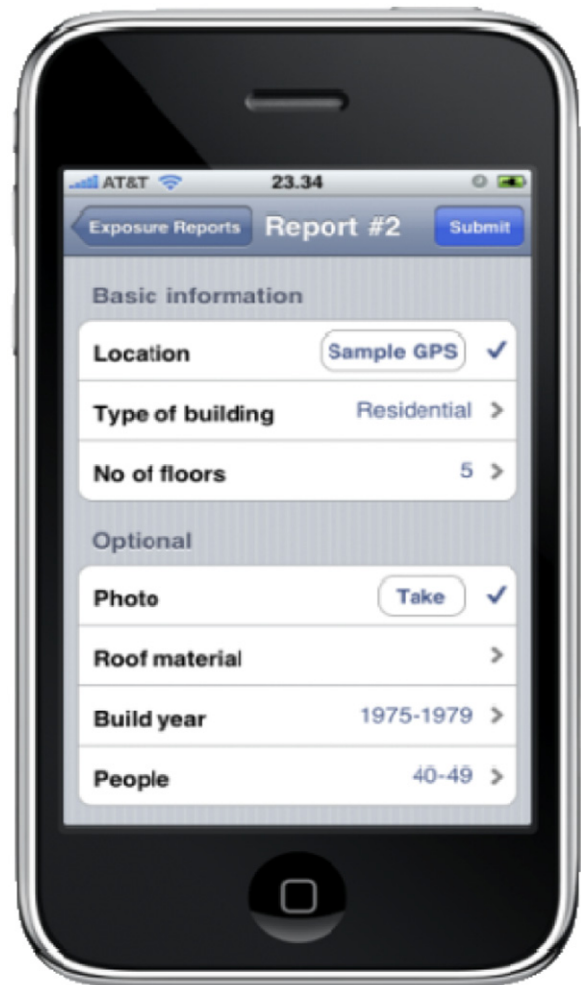 AT&T 23.34
Exposure Reports Report #2 Submit
Basic information
Location Sample GPS
Type of building Residential
No of floors 5
Optional
Photo Take
Roof material
Build year 1975-1979
People 40-49